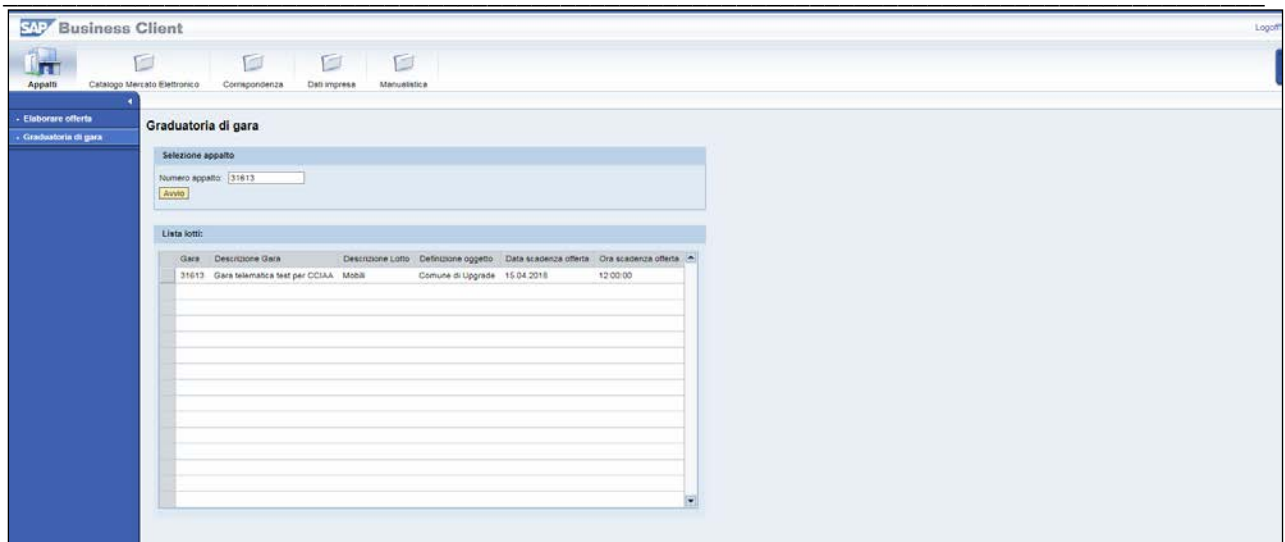 SAP Business Client
Logoff
Appalti Catalogo Mercato Elettronico Corrispondenza Dati impresa Manualistica
Elaborare offerta
Graduatoria di gara
Graduatoria di gara
Selezione appalto
Numero appalto: 31613
Avvio
Lista lotti:
Gara Descrizione Gara Descrizione Lotto Definizione oggetto Data scadenza offerta Ora scadenza offerta
31613 Gara telematica test per CCIAA Mobili Comune di Upgrade 15.04.2016 12:00:00